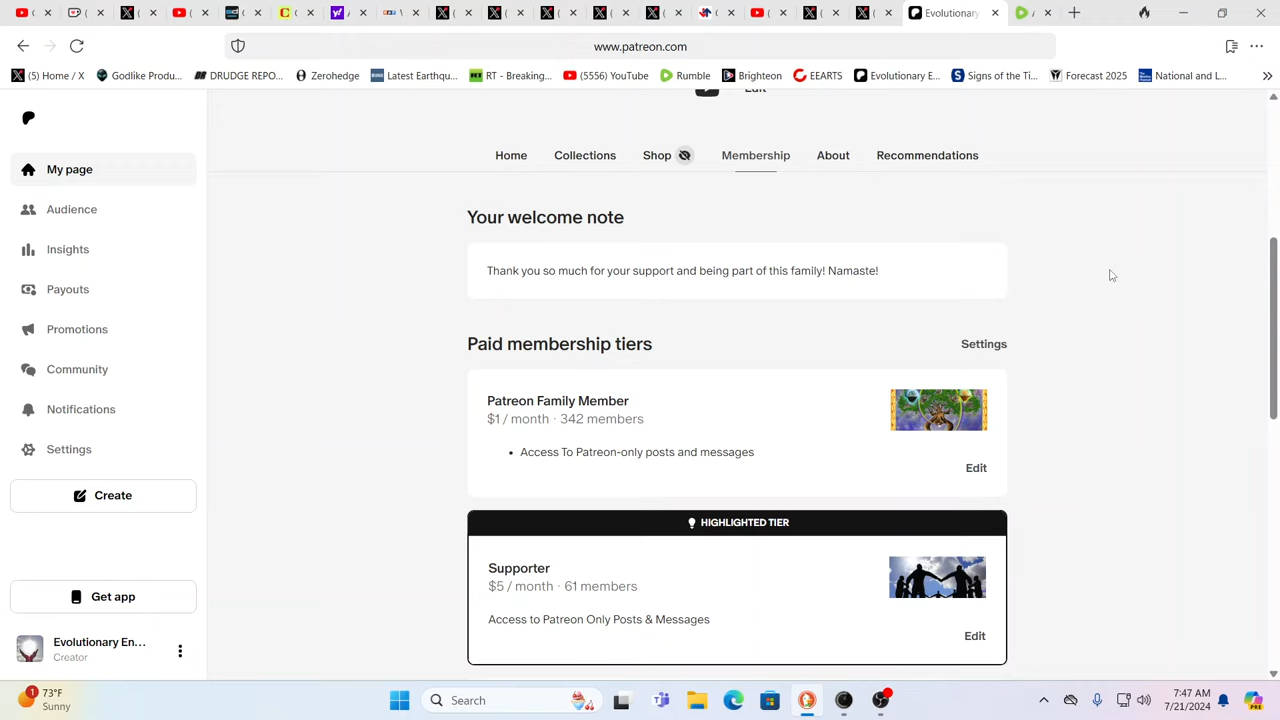 Evolutionary
www.patreon.com
(5) Home / X
Godlike Produ...
DRUDGE REPO...
Zerohedge
Latest Earthqu...
RT - Breaking...
(5556) YouTube
Rumble
Brighteon
EEARTS
Evolutionary E...
Signs of the Ti...
Forecast 2025
National and L...
Edit
Home
Collections
Shop
Membership
About
Recommendations
My page
Audience
Insights
Payouts
Promotions
Community
Notifications
Settings
Create
Get app
Evolutionary En...
Creator
Your welcome note
Thank you so much for your support and being part of this family! Namaste!
Paid membership tiers
Settings
Patreon Family Member
$1 / month · 342 members
• Access To Patreon-only posts and messages
Edit
HIGHLIGHTED TIER
Supporter
$5 / month · 61 members
Access to Patreon Only Posts & Messages
Edit
1
73°F
Sunny
Search
7:47 AM
7/21/2024